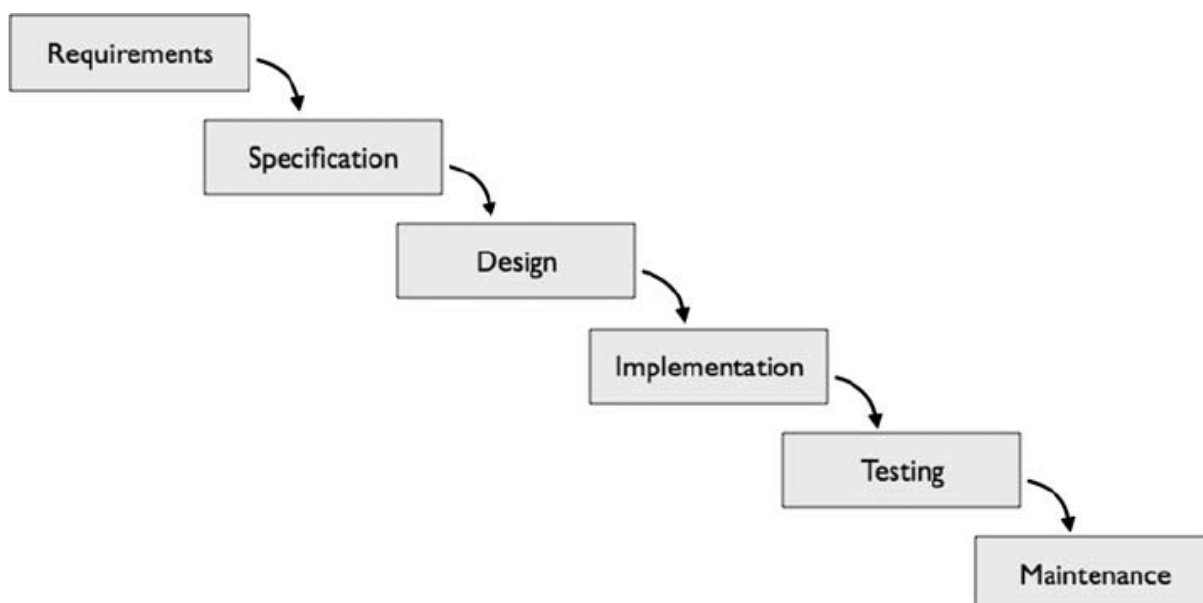 Requirements
Specification
Design
Implementation
Testing
Maintenance